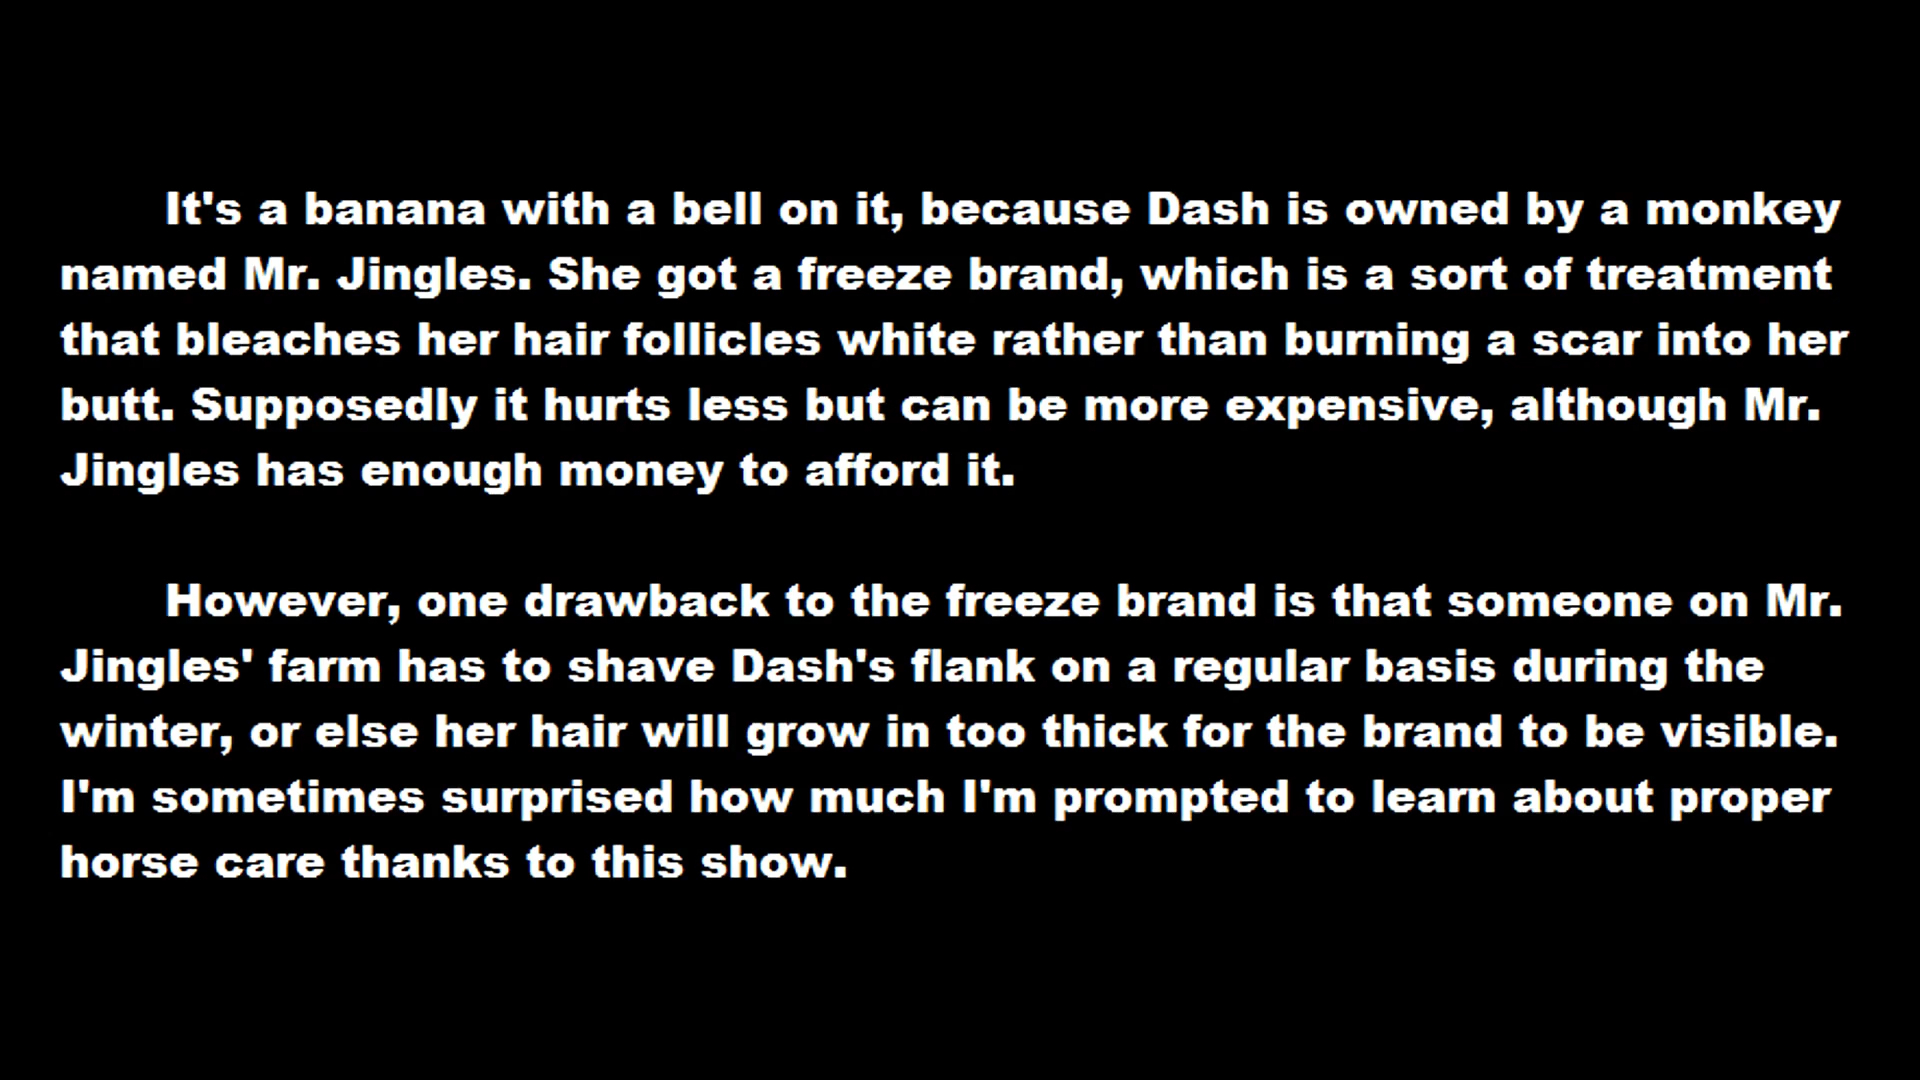 It's a banana with a bell on it, because Dash is owned by a monkey
named Mr. Jingles. She got a freeze brand, which is a sort of treatment
that bleaches her hair follicles white rather than burning a scar into her
butt. Supposedly it hurts less but can be more expensive, although Mr.
Jingles has enough money to afford it.
However, one drawback to the freeze brand is that someone on Mr.
Jingles' farm has to shave Dash's flank on a regular basis during the
winter, or else her hair will grow in too thick for the brand to be visible.
I'm sometimes surprised how much I'm prompted to learn about proper
horse care thanks to this show.